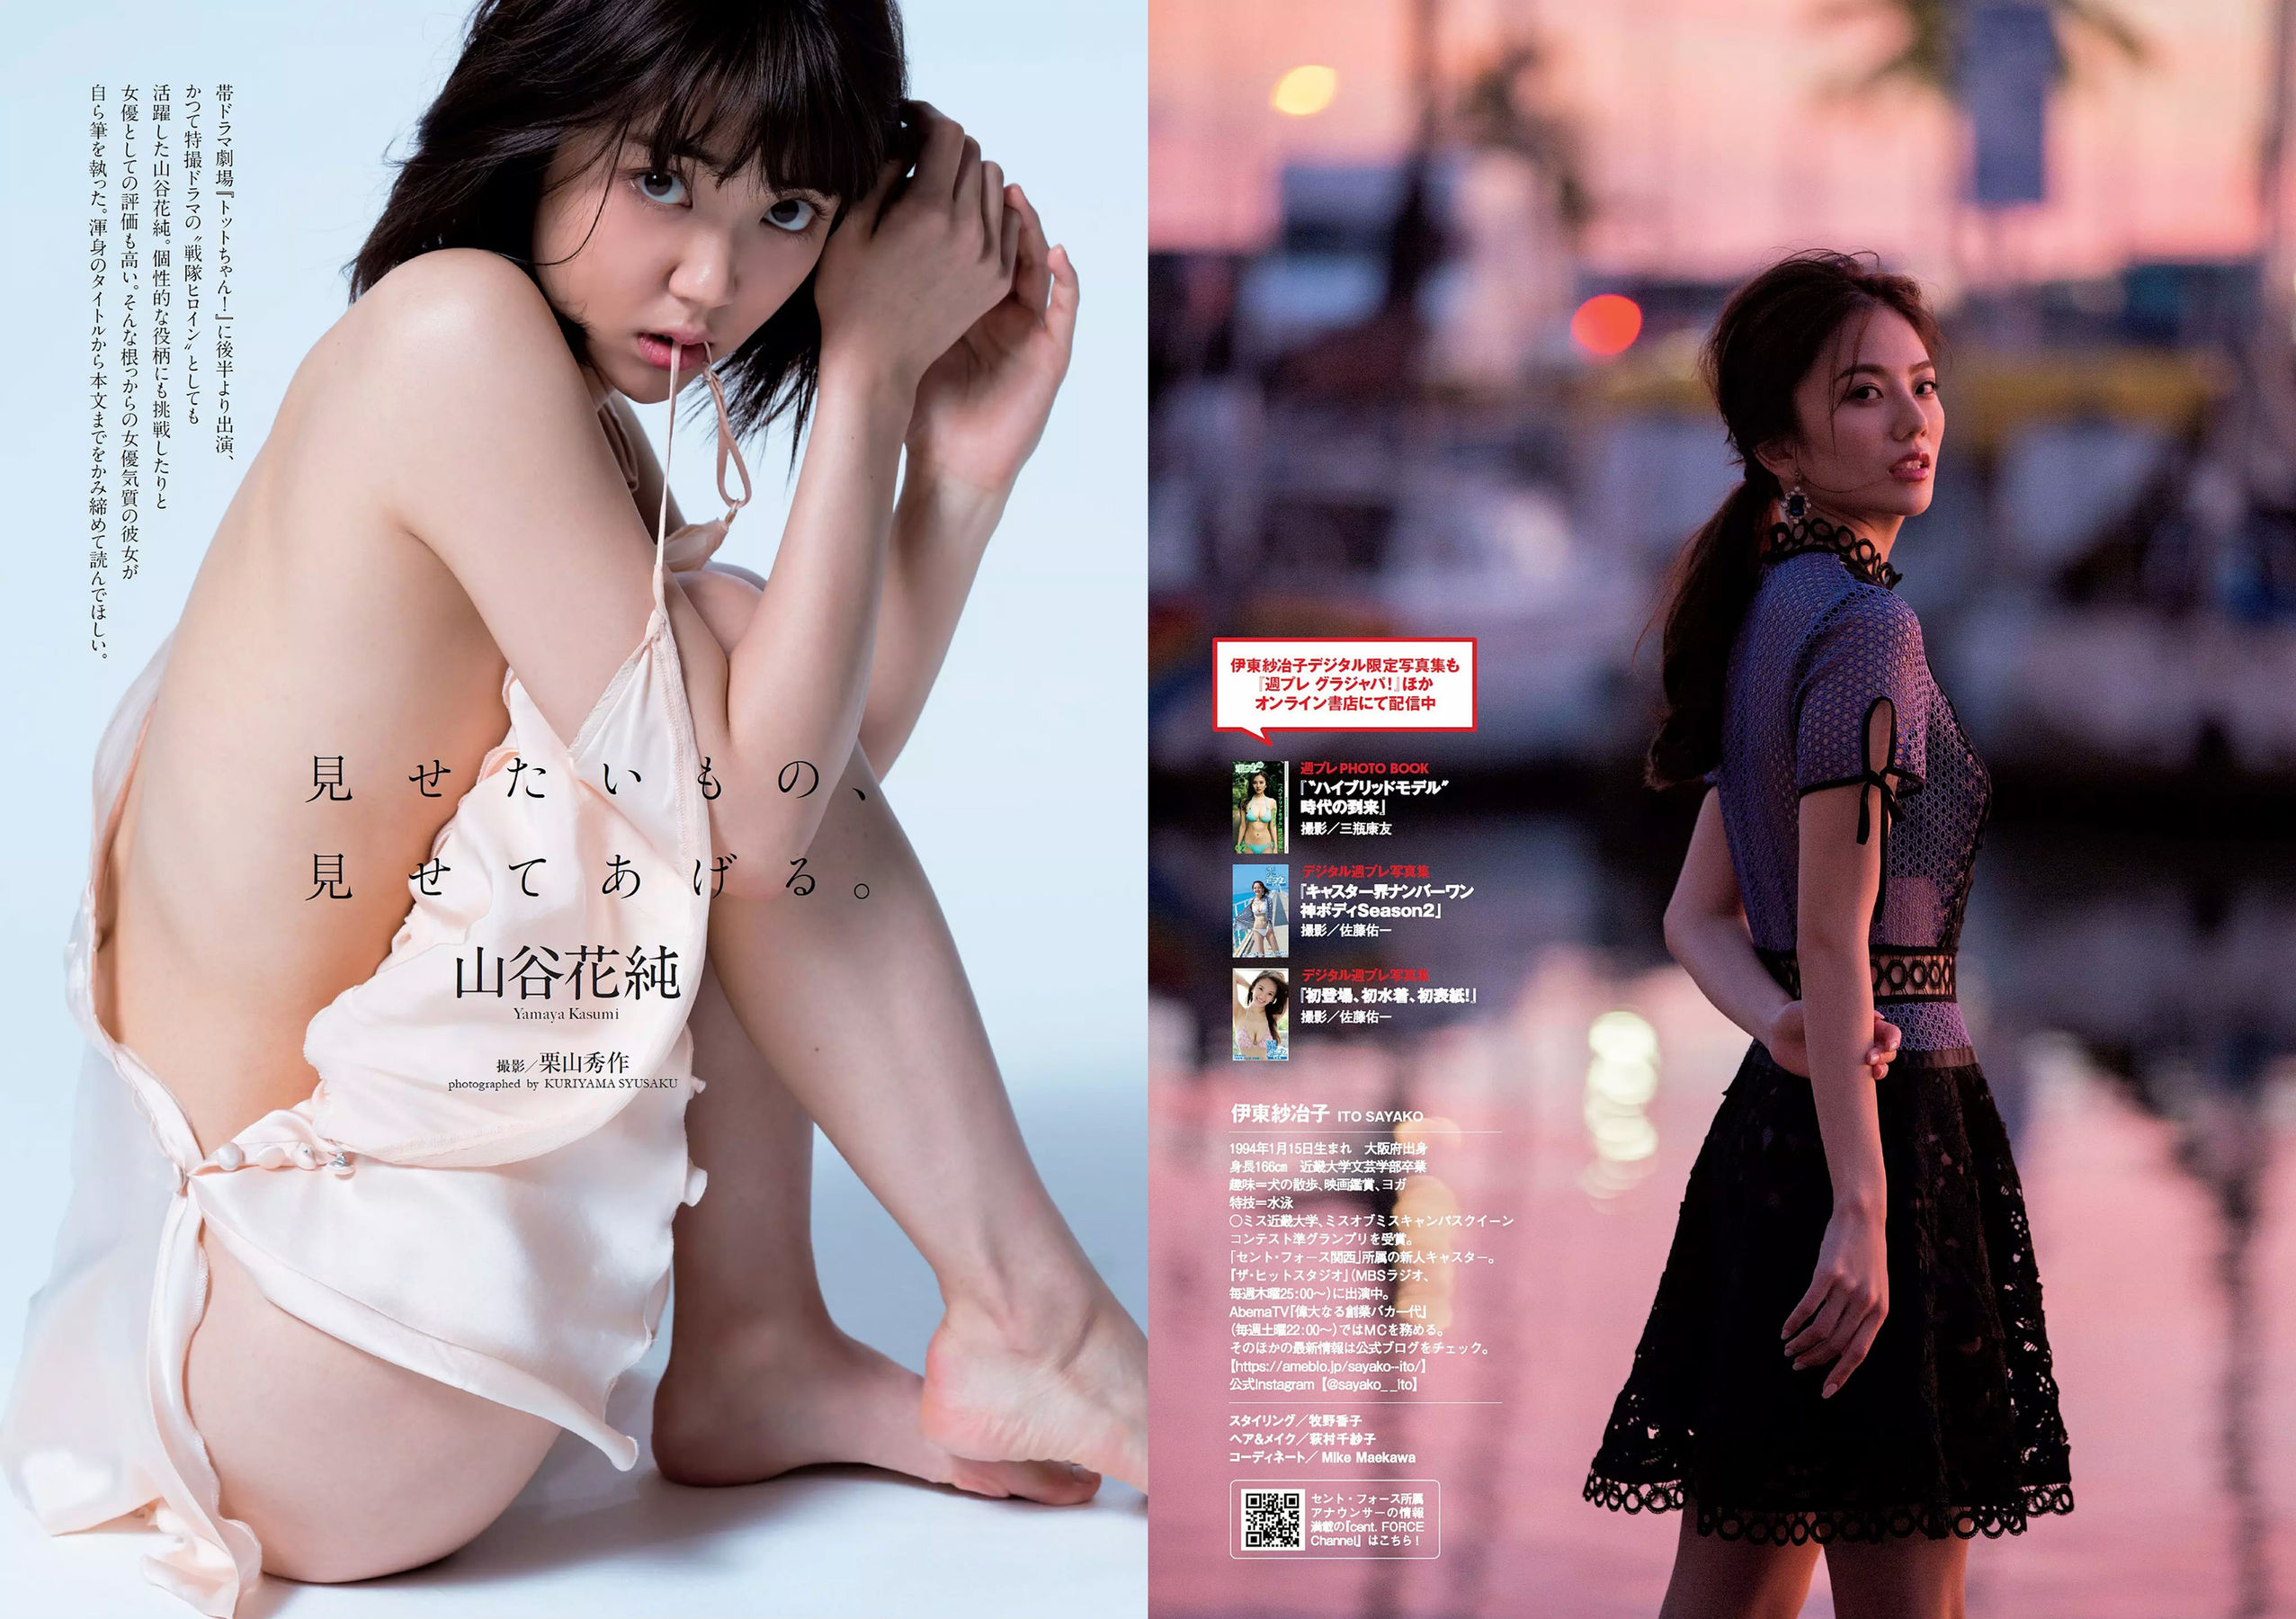 帯ドラマ劇場『トットちゃん!』に後半より出演、
かつて特撮ドラマの〝戦隊ヒロイン〟としても
活躍した山谷花純。個性的な役柄にも挑戦したりと
女優としての評価も高い。そんな根っからの女優気質の彼女が
自ら筆を執った。渾身のタイトルから本文までをかみ締めて読んでほしい。
見せたいもの、
見せてあげる。
山谷花純
Yamaya Kasumi
撮影／栗山秀作
photographed by KURIYAMA SYUSAKU
伊東紗冶子デジタル限定写真集も
『週プレ グラジャパ!』ほか
オンライン書店にて配信中
週プレ PHOTO BOOK
『〝ハイブリッドモデル〟
時代の到来』
撮影／三瓶康友
デジタル週プレ写真集
『キャスター界ナンバーワン
神ボディSeason2』
撮影／佐藤佑一
デジタル週プレ写真集
『初登場、初水着、初表紙!』
撮影／佐藤佑一
伊東紗冶子 ITO SAYAKO
1994年1月15日生まれ 大阪府出身
身長166㎝ 近畿大学文芸学部卒業
趣味＝犬の散歩、映画鑑賞、ヨガ
特技＝水泳
○ミス近畿大学、ミスオブミスキャンパスクイーン
コンテスト準グランプリを受賞。
「セント・フォース関西」所属の新人キャスター。
『ザ・ヒットスタジオ』(MBSラジオ、
毎週木曜25:00〜)に出演中。
AbemaTV『偉大なる創業バカ一代』
(毎週土曜22:00〜)ではMCを務める。
そのほかの最新情報は公式ブログをチェック。
【https://ameblo.jp/sayako--ito/】
公式Instagram【@sayako__ito】
スタイリング／牧野香子
ヘア&メイク／萩村千紗子
コーディネート／Mike Maekawa
セント・フォース所属
アナウンサーの情報
満載の『cent. FORCE
Channel』はこちら!